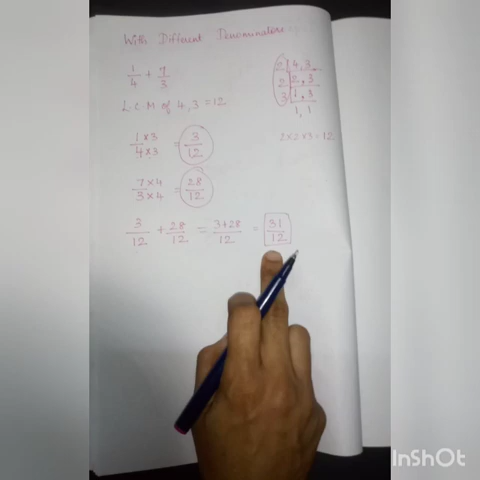 With Different Denominators
1/4 + 7/3
L.C.M of 4, 3 = 12
2 | 4, 3
2 | 2, 3
3 | 1, 3
1, 1
2×2×3=12
1×3/4×3 = 3/12
7×4/3×4 = 28/12
3/12 + 28/12 = 3+28/12 = 31/12
InShOt